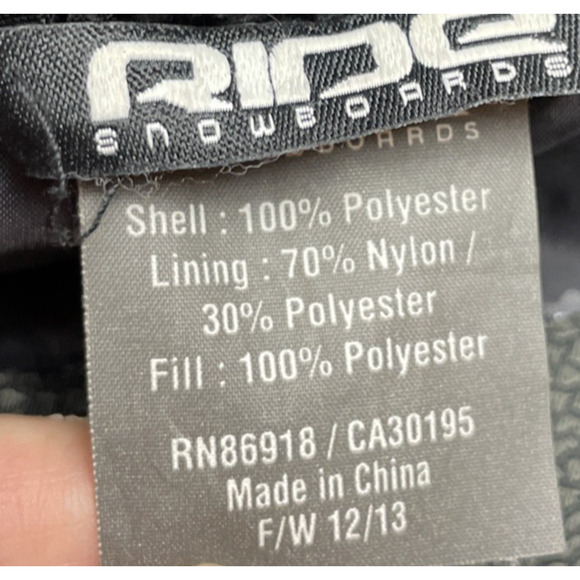 RIDE
SNOWBOARDS
BOARDS
Shell : 100% Polyester
Lining : 70% Nylon /
30% Polyester
Fill : 100% Polyester
RN86918 / CA30195
Made in China
F/W 12/13